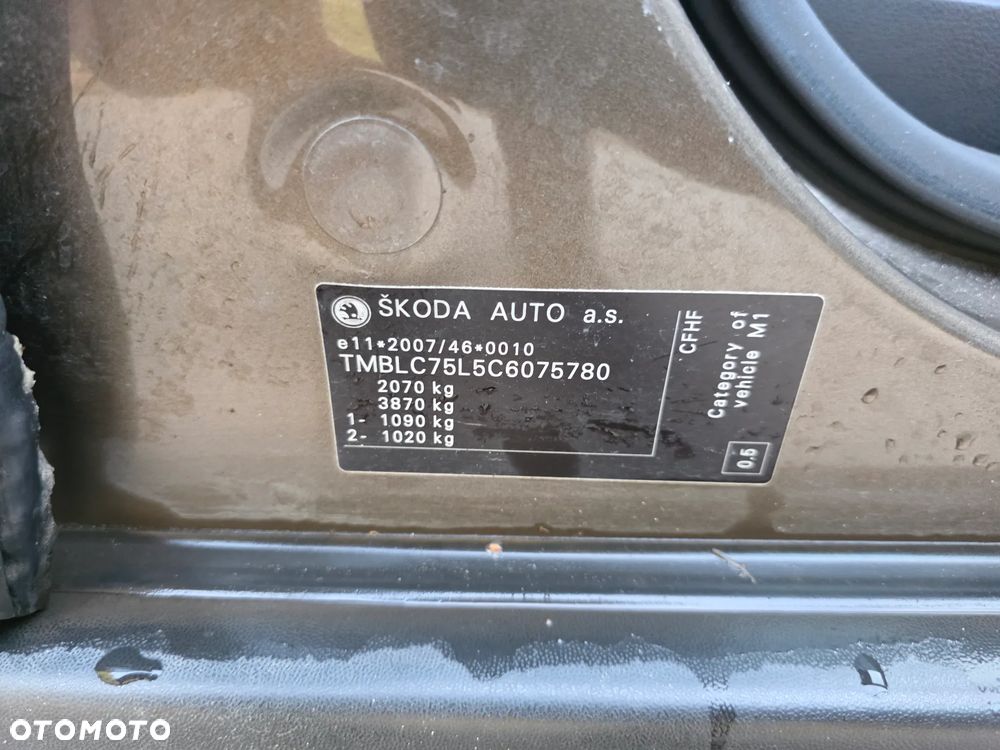 ŠKODA AUTO a.s.
e11*2007/46*0010
TMBLC75L5C6075780
2070 kg
3870 kg
1- 1090 kg
2- 1020 kg
CFHF
Category of
vehicle M1
0.5
OTOMOTO